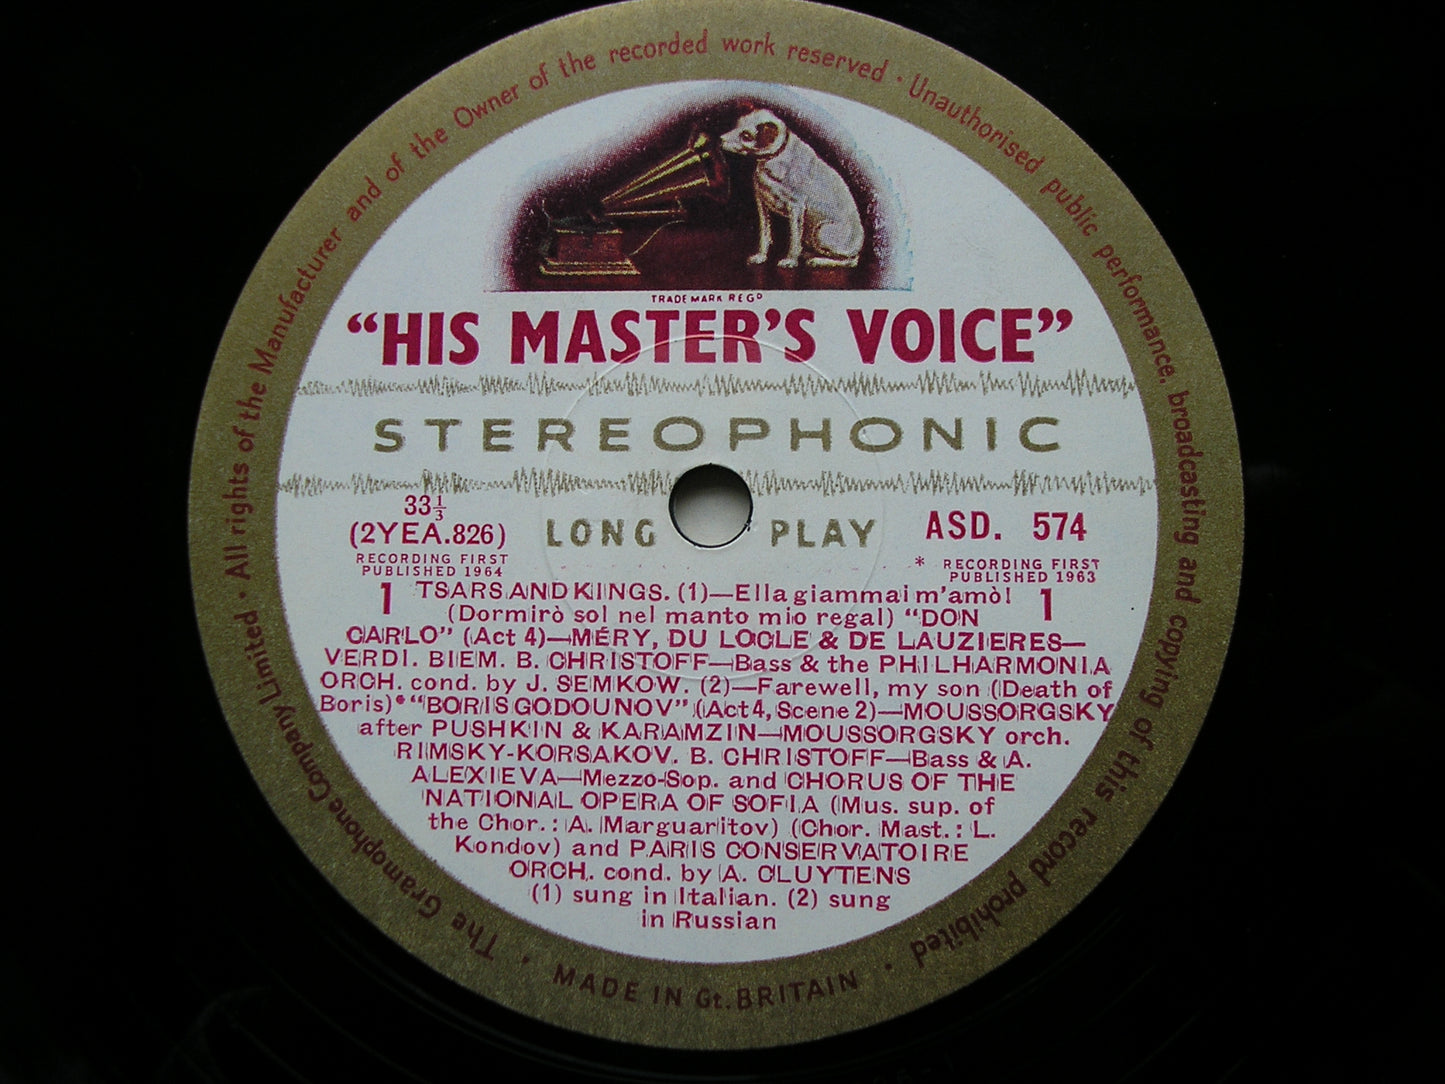 All rights of the Manufacturer and of the Owner of the recorded work reserved · Unauthorised public performance, broadcasting and copying of this record prohibited ·
TRADE MARK REGD
“HIS MASTER’S VOICE”
STEREOPHONIC
33 1/3
(2YEA.826)
LONG PLAY
ASD. 574
RECORDING FIRST
PUBLISHED 1964
* RECORDING FIRST
PUBLISHED 1963
1 TSARS AND KINGS. (1)—Ella giammai m'amò! 1
(Dormirò sol nel manto mio regal) “DON
CARLO” (Act 4)—MÉRY, DU LOCLE & DE LAUZIERES—
VERDI. BIEM. B. CHRISTOFF—Bass & the PHILHARMONIA
ORCH. cond. by J. SEMKOW. (2)—Farewell, my son (Death of
Boris)*“BORIS GODOUNOV” (Act 4, Scene 2)—MOUSSORGSKY
after PUSHKIN & KARAMZIN—MOUSSORGSKY orch.
RIMSKY-KORSAKOV. B. CHRISTOFF—Bass & A.
ALEXIEVA—Mezzo-Sop. and CHORUS OF THE
NATIONAL OPERA OF SOFIA (Mus. sup. of
the Chor.: A. Marguaritov) (Chor. Mast.: L.
Kondov) and PARIS CONSERVATOIRE
ORCH. cond. by A. CLUYTENS
(1) sung in Italian. (2) sung
in Russian
The Gramophone Company Limited ·
· MADE IN Gt. BRITAIN ·